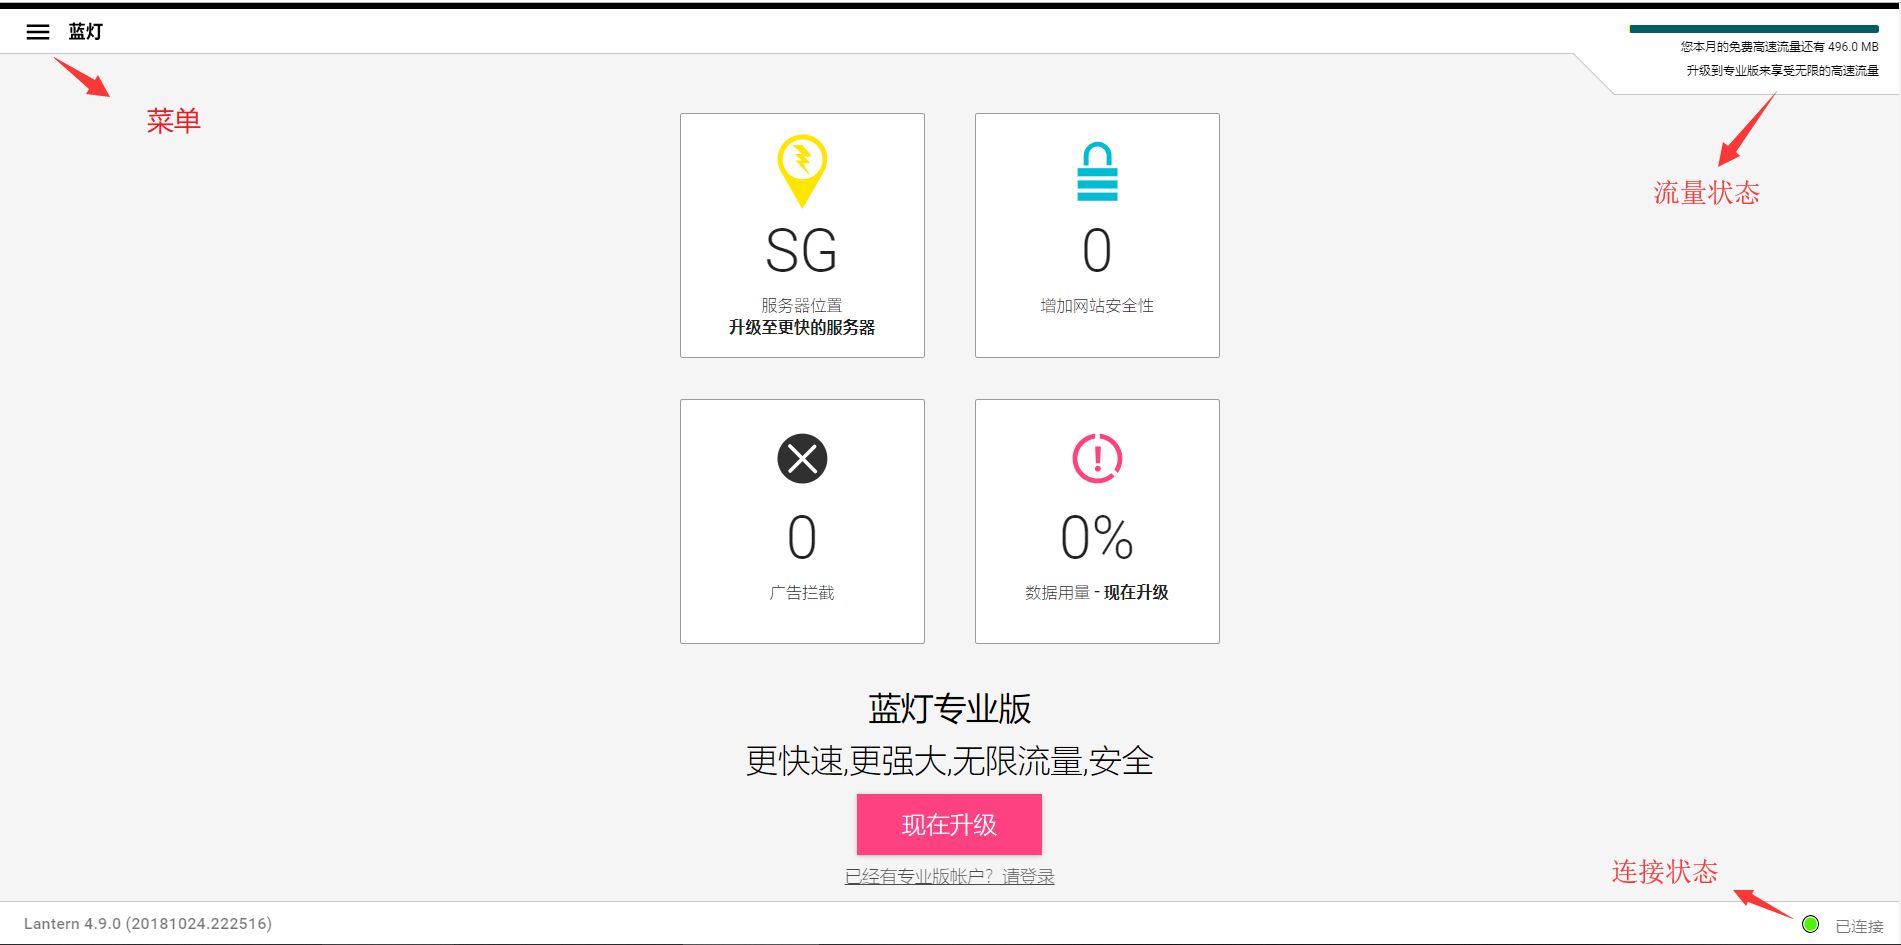 蓝灯
您本月的免费高速流量还有 496.0 MB
升级到专业版来享受无限的高速流量
菜单
流量状态
SG
服务器位置
升级至更快的服务器
0
增加网站安全性
0
广告拦截
0%
数据用量 - 现在升级
蓝灯专业版
更快速,更强大,无限流量,安全
现在升级
已经有专业版帐户？请登录
连接状态
Lantern 4.9.0 (20181024.222516)
已连接